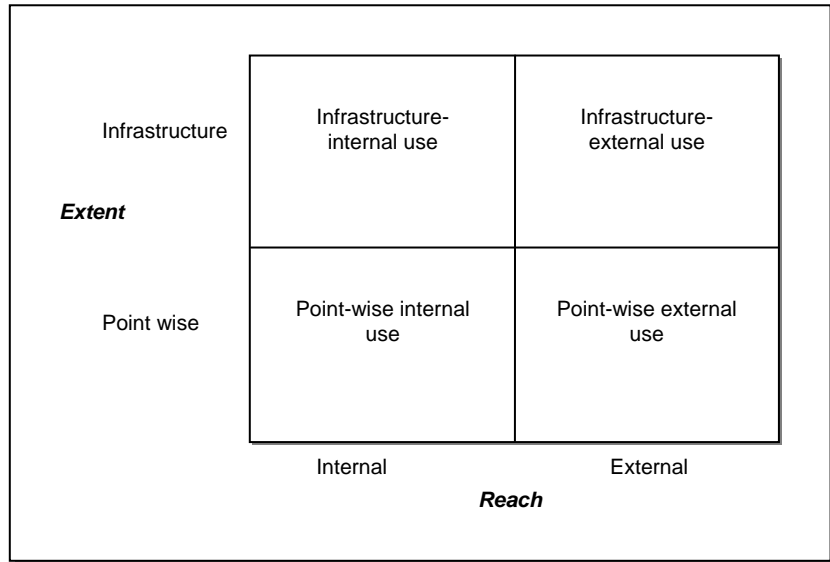 Infrastructure
Infrastructure-
internal use
Infrastructure-
external use
Extent
Point wise
Point-wise internal
use
Point-wise external
use
Internal
External
Reach